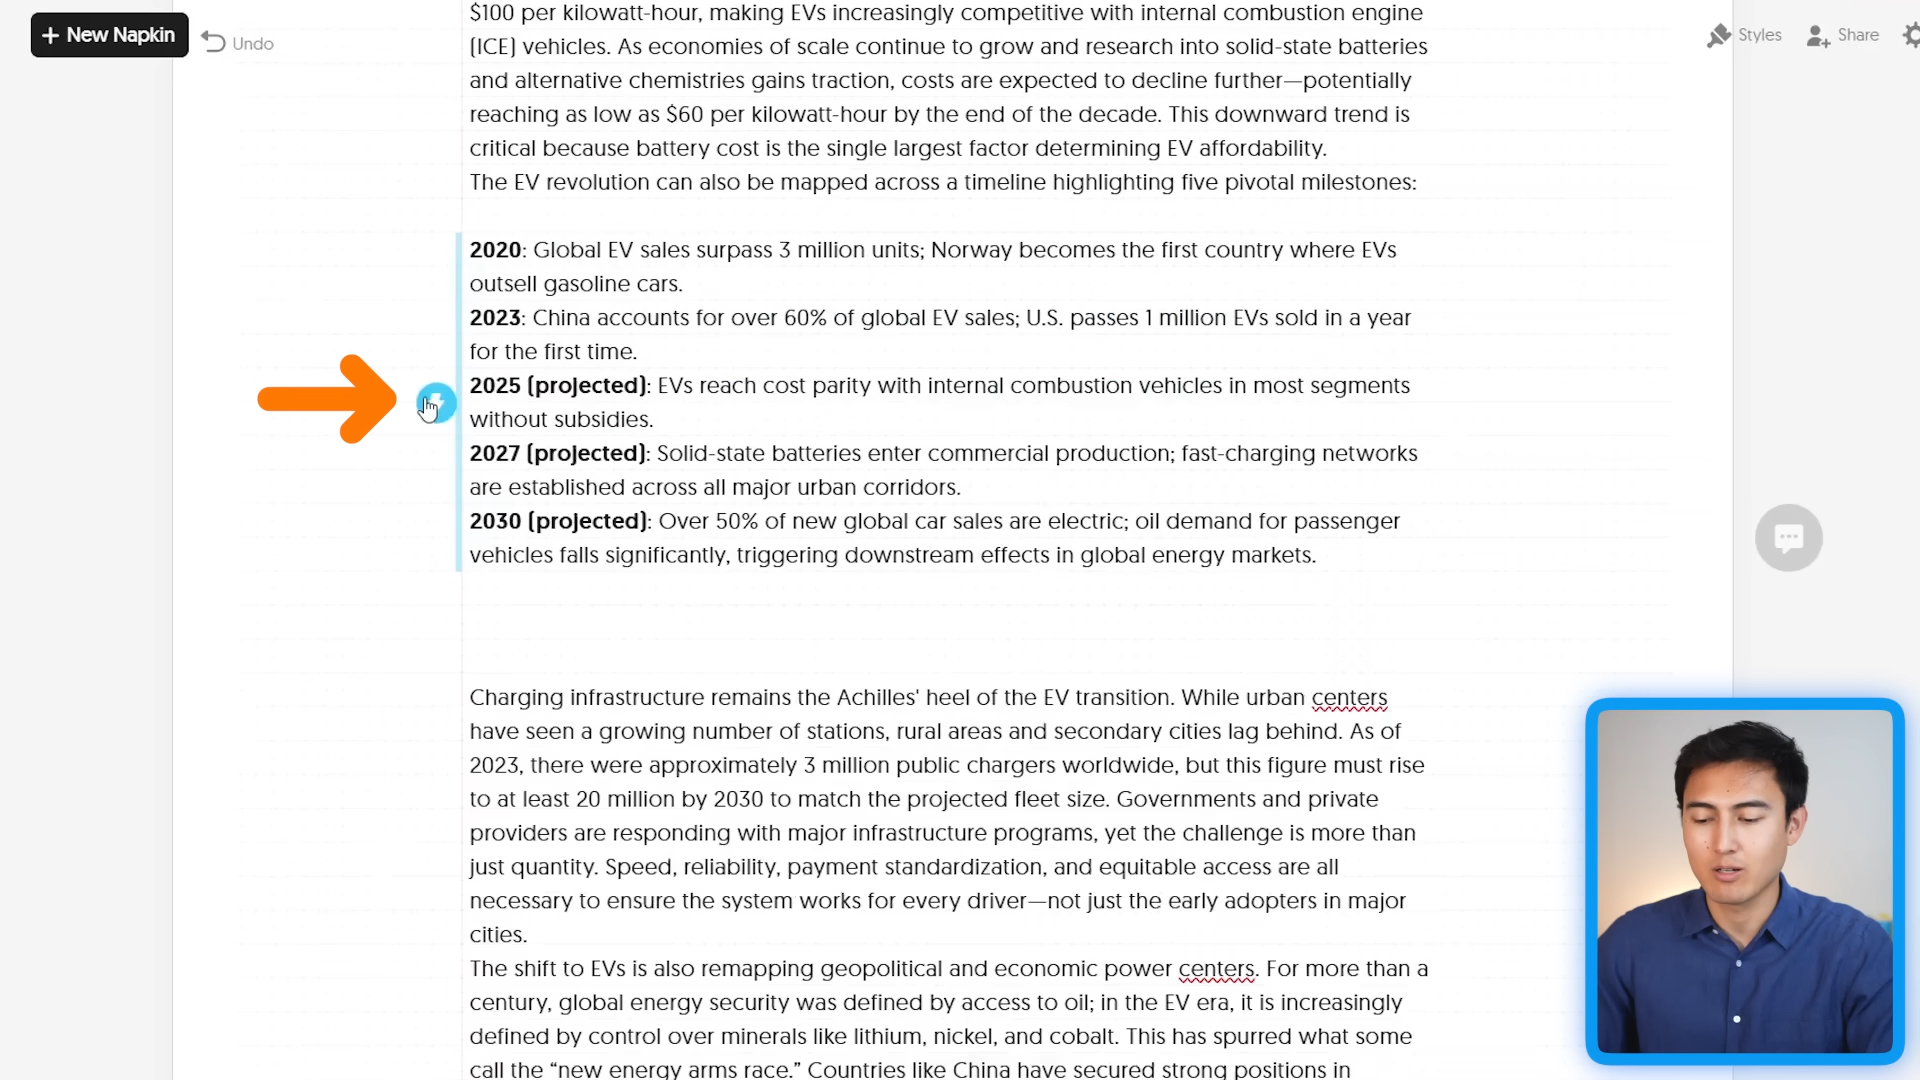 + New Napkin
Undo
Styles
Share
$100 per kilowatt-hour, making EVs increasingly competitive with internal combustion engine
(ICE) vehicles. As economies of scale continue to grow and research into solid-state batteries
and alternative chemistries gains traction, costs are expected to decline further—potentially
reaching as low as $60 per kilowatt-hour by the end of the decade. This downward trend is
critical because battery cost is the single largest factor determining EV affordability.
The EV revolution can also be mapped across a timeline highlighting five pivotal milestones:
2020: Global EV sales surpass 3 million units; Norway becomes the first country where EVs
outsell gasoline cars.
2023: China accounts for over 60% of global EV sales; U.S. passes 1 million EVs sold in a year
for the first time.
2025 (projected): EVs reach cost parity with internal combustion vehicles in most segments
without subsidies.
2027 (projected): Solid-state batteries enter commercial production; fast-charging networks
are established across all major urban corridors.
2030 (projected): Over 50% of new global car sales are electric; oil demand for passenger
vehicles falls significantly, triggering downstream effects in global energy markets.
Charging infrastructure remains the Achilles' heel of the EV transition. While urban centers
have seen a growing number of stations, rural areas and secondary cities lag behind. As of
2023, there were approximately 3 million public chargers worldwide, but this figure must rise
to at least 20 million by 2030 to match the projected fleet size. Governments and private
providers are responding with major infrastructure programs, yet the challenge is more than
just quantity. Speed, reliability, payment standardization, and equitable access are all
necessary to ensure the system works for every driver—not just the early adopters in major
cities.
The shift to EVs is also remapping geopolitical and economic power centers. For more than a
century, global energy security was defined by access to oil; in the EV era, it is increasingly
defined by control over minerals like lithium, nickel, and cobalt. This has spurred what some
call the “new energy arms race.” Countries like China have secured strong positions in